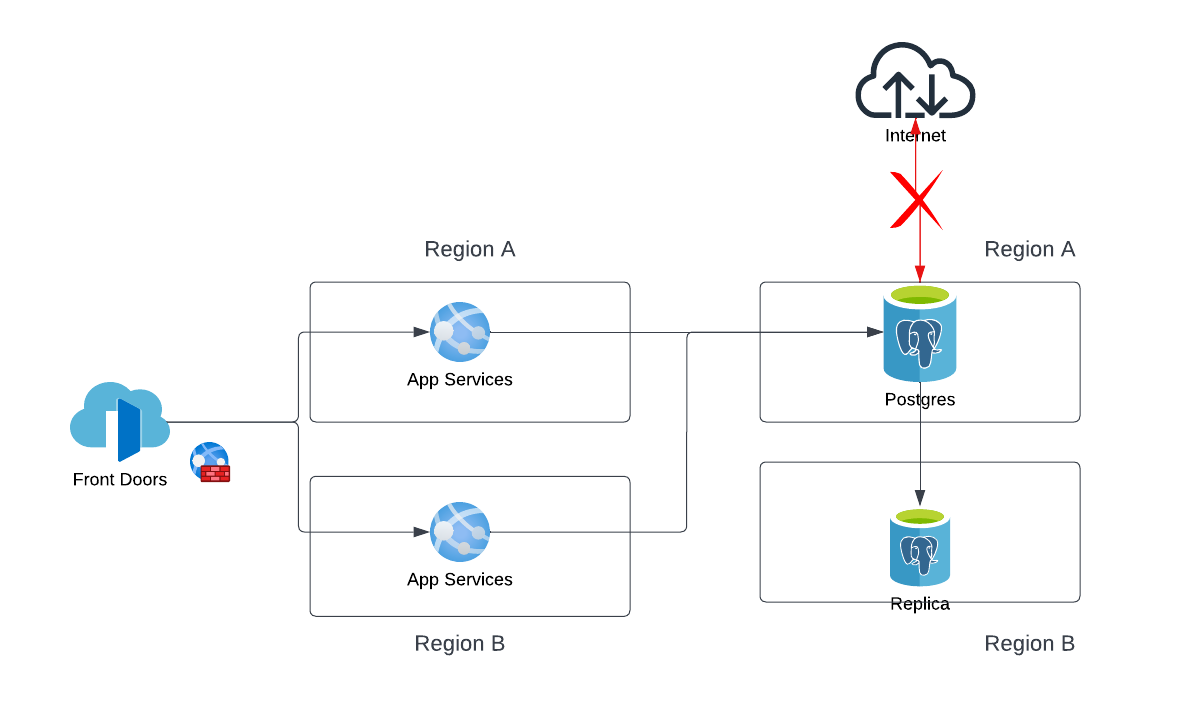 Internet
Region A
Region A
App Services
Postgres
Front Doors
App Services
Replica
Region B
Region B